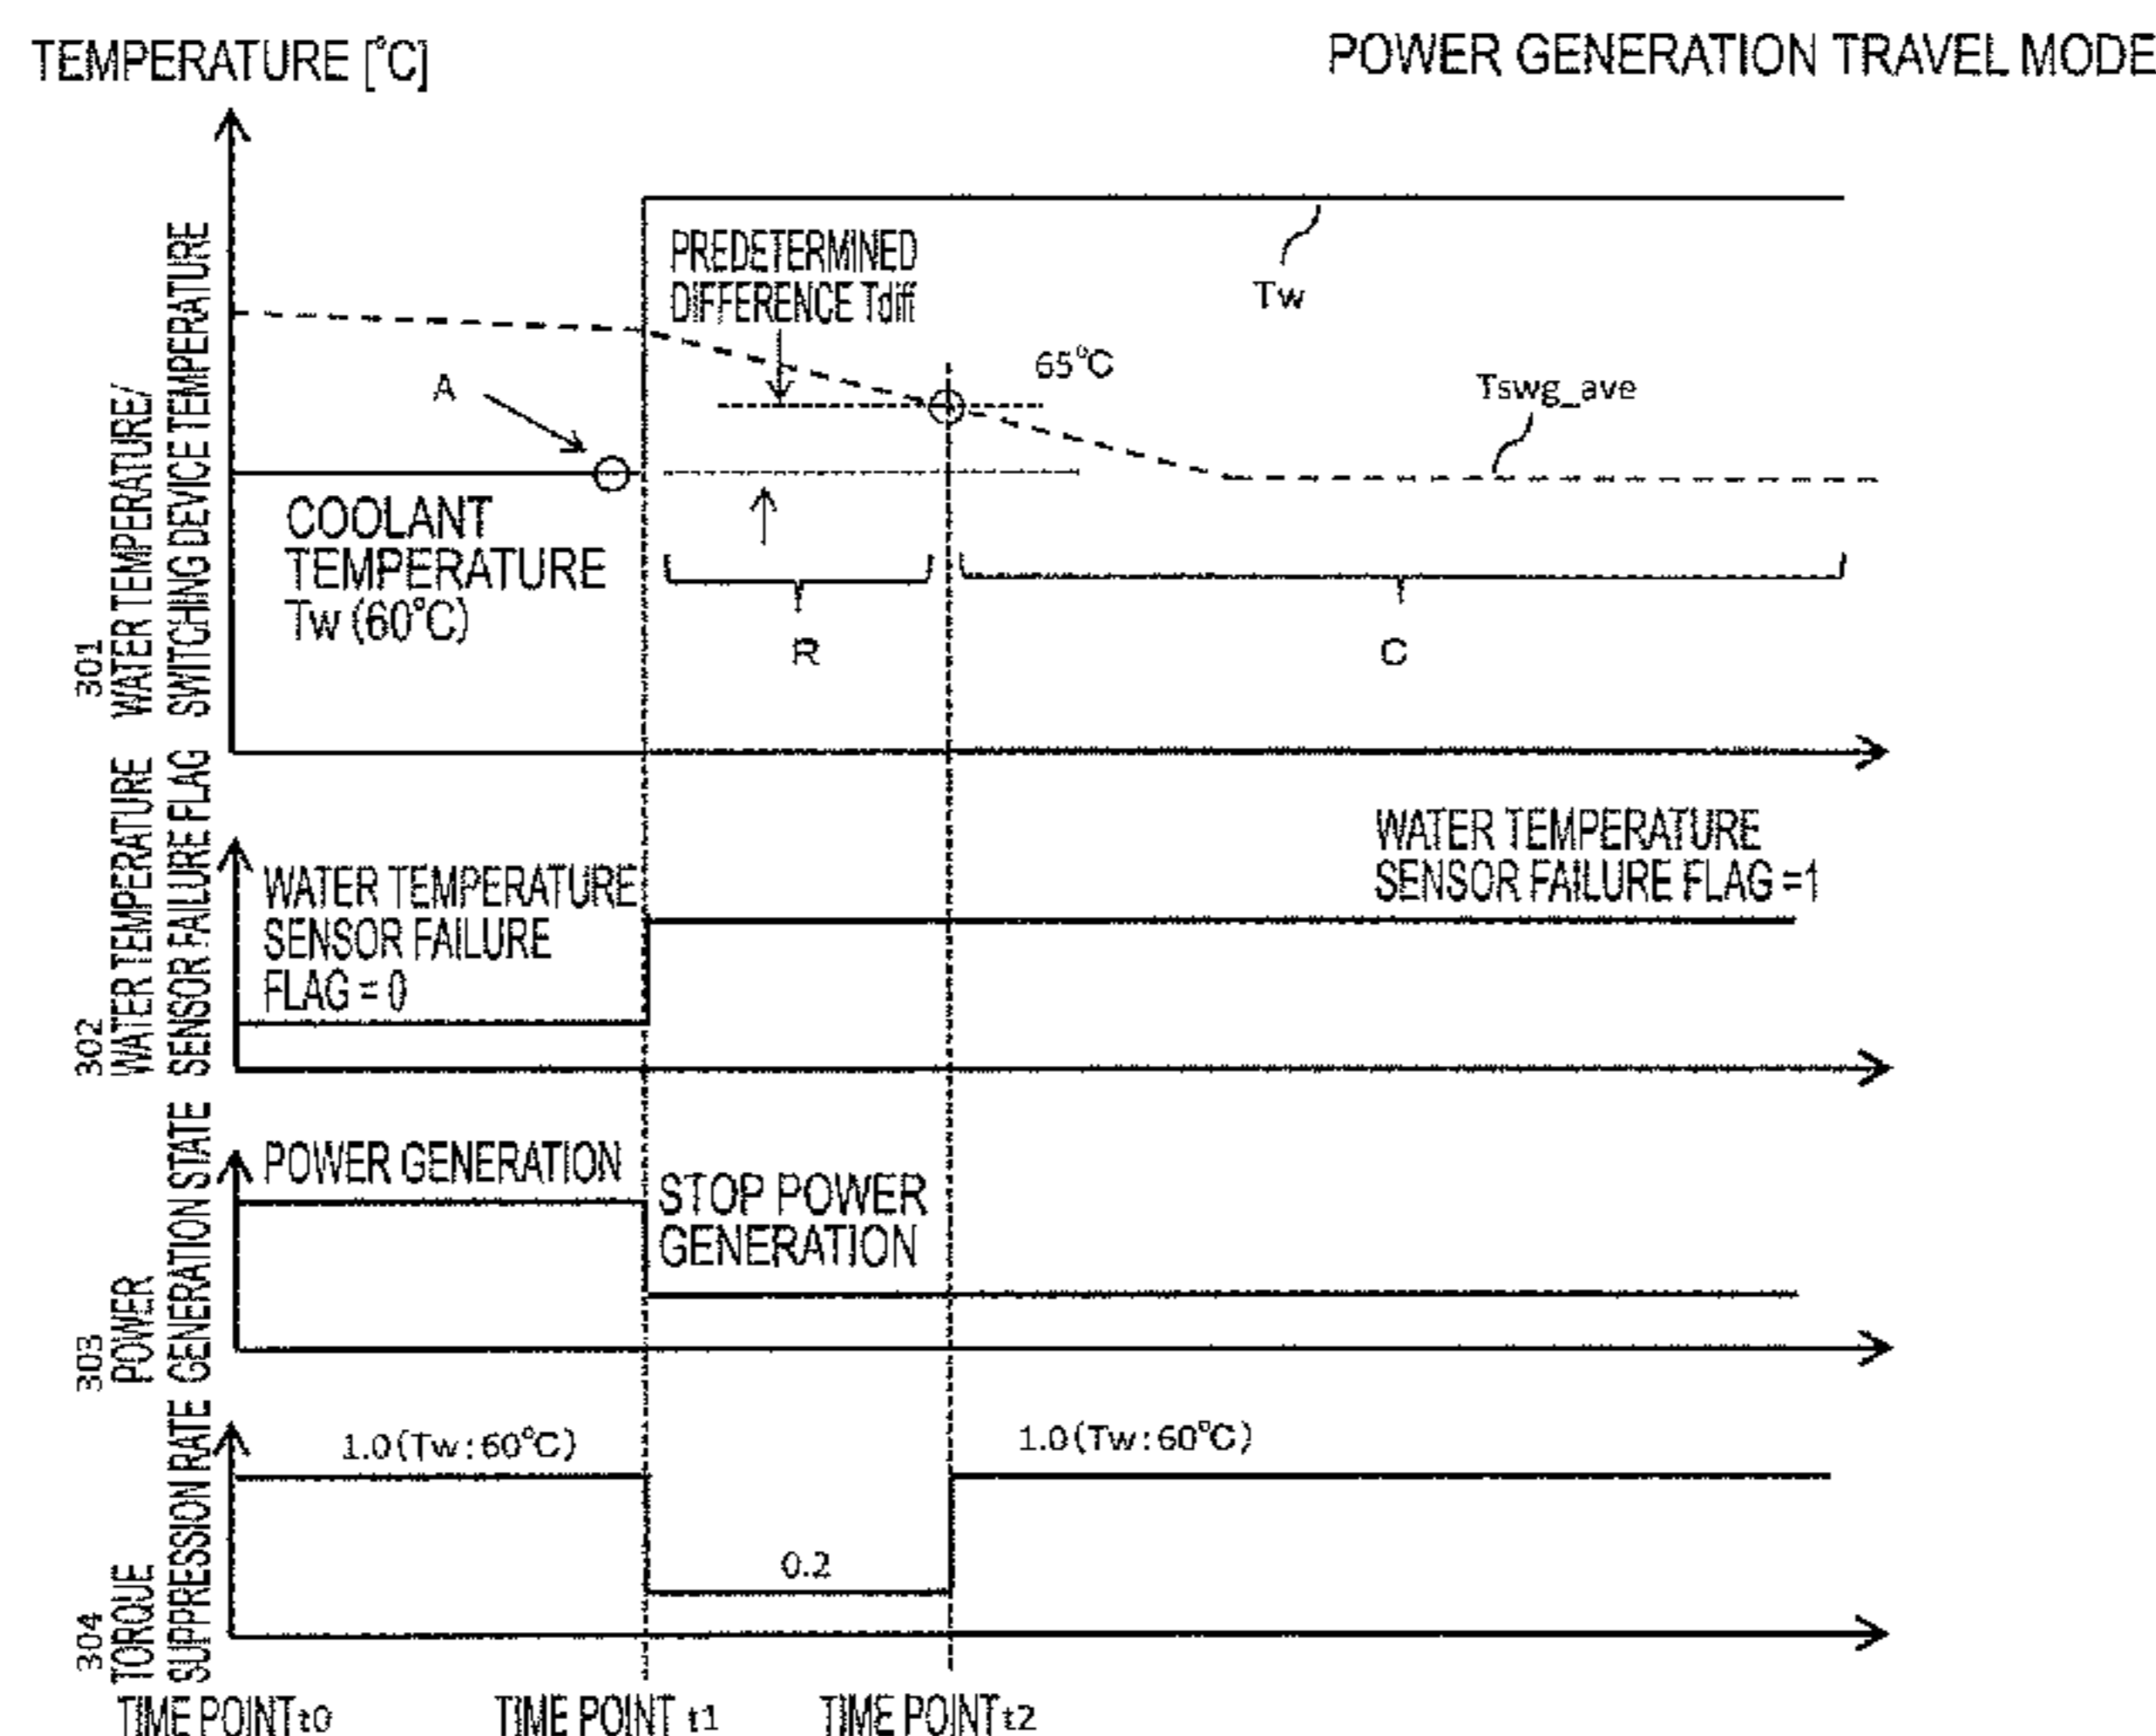 TEMPERATURE [°C]
POWER GENERATION TRAVEL MODE
301
WATER TEMPERATURE/
SWITCHING DEVICE TEMPERATURE
PREDETERMINED
DIFFERENCE Tdiff
Tw
A
65°C
Tswg_ave
COOLANT
TEMPERATURE
Tw (60°C)
R
C
302
WATER TEMPERATURE
SENSOR FAILURE FLAG
WATER TEMPERATURE
SENSOR FAILURE
FLAG = 0
WATER TEMPERATURE
SENSOR FAILURE FLAG =1
303
POWER
GENERATION STATE
POWER GENERATION
STOP POWER
GENERATION
304
TORQUE
SUPPRESSION RATE
1.0(Tw:60°C)
0.2
1.0(Tw:60°C)
TIME POINT t0
TIME POINT t1
TIME POINT t2